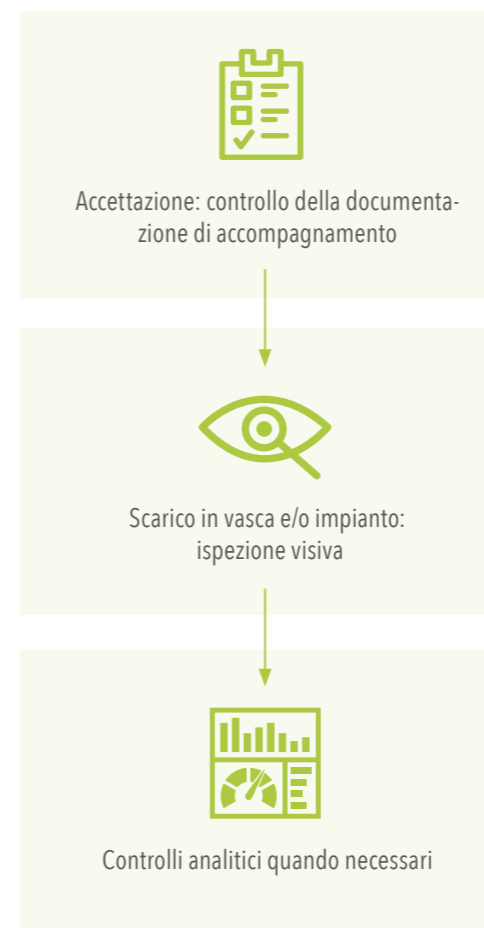 Accettazione: controllo della documenta-
zione di accompagnamento
Scarico in vasca e/o impianto:
ispezione visiva
Controlli analitici quando necessari